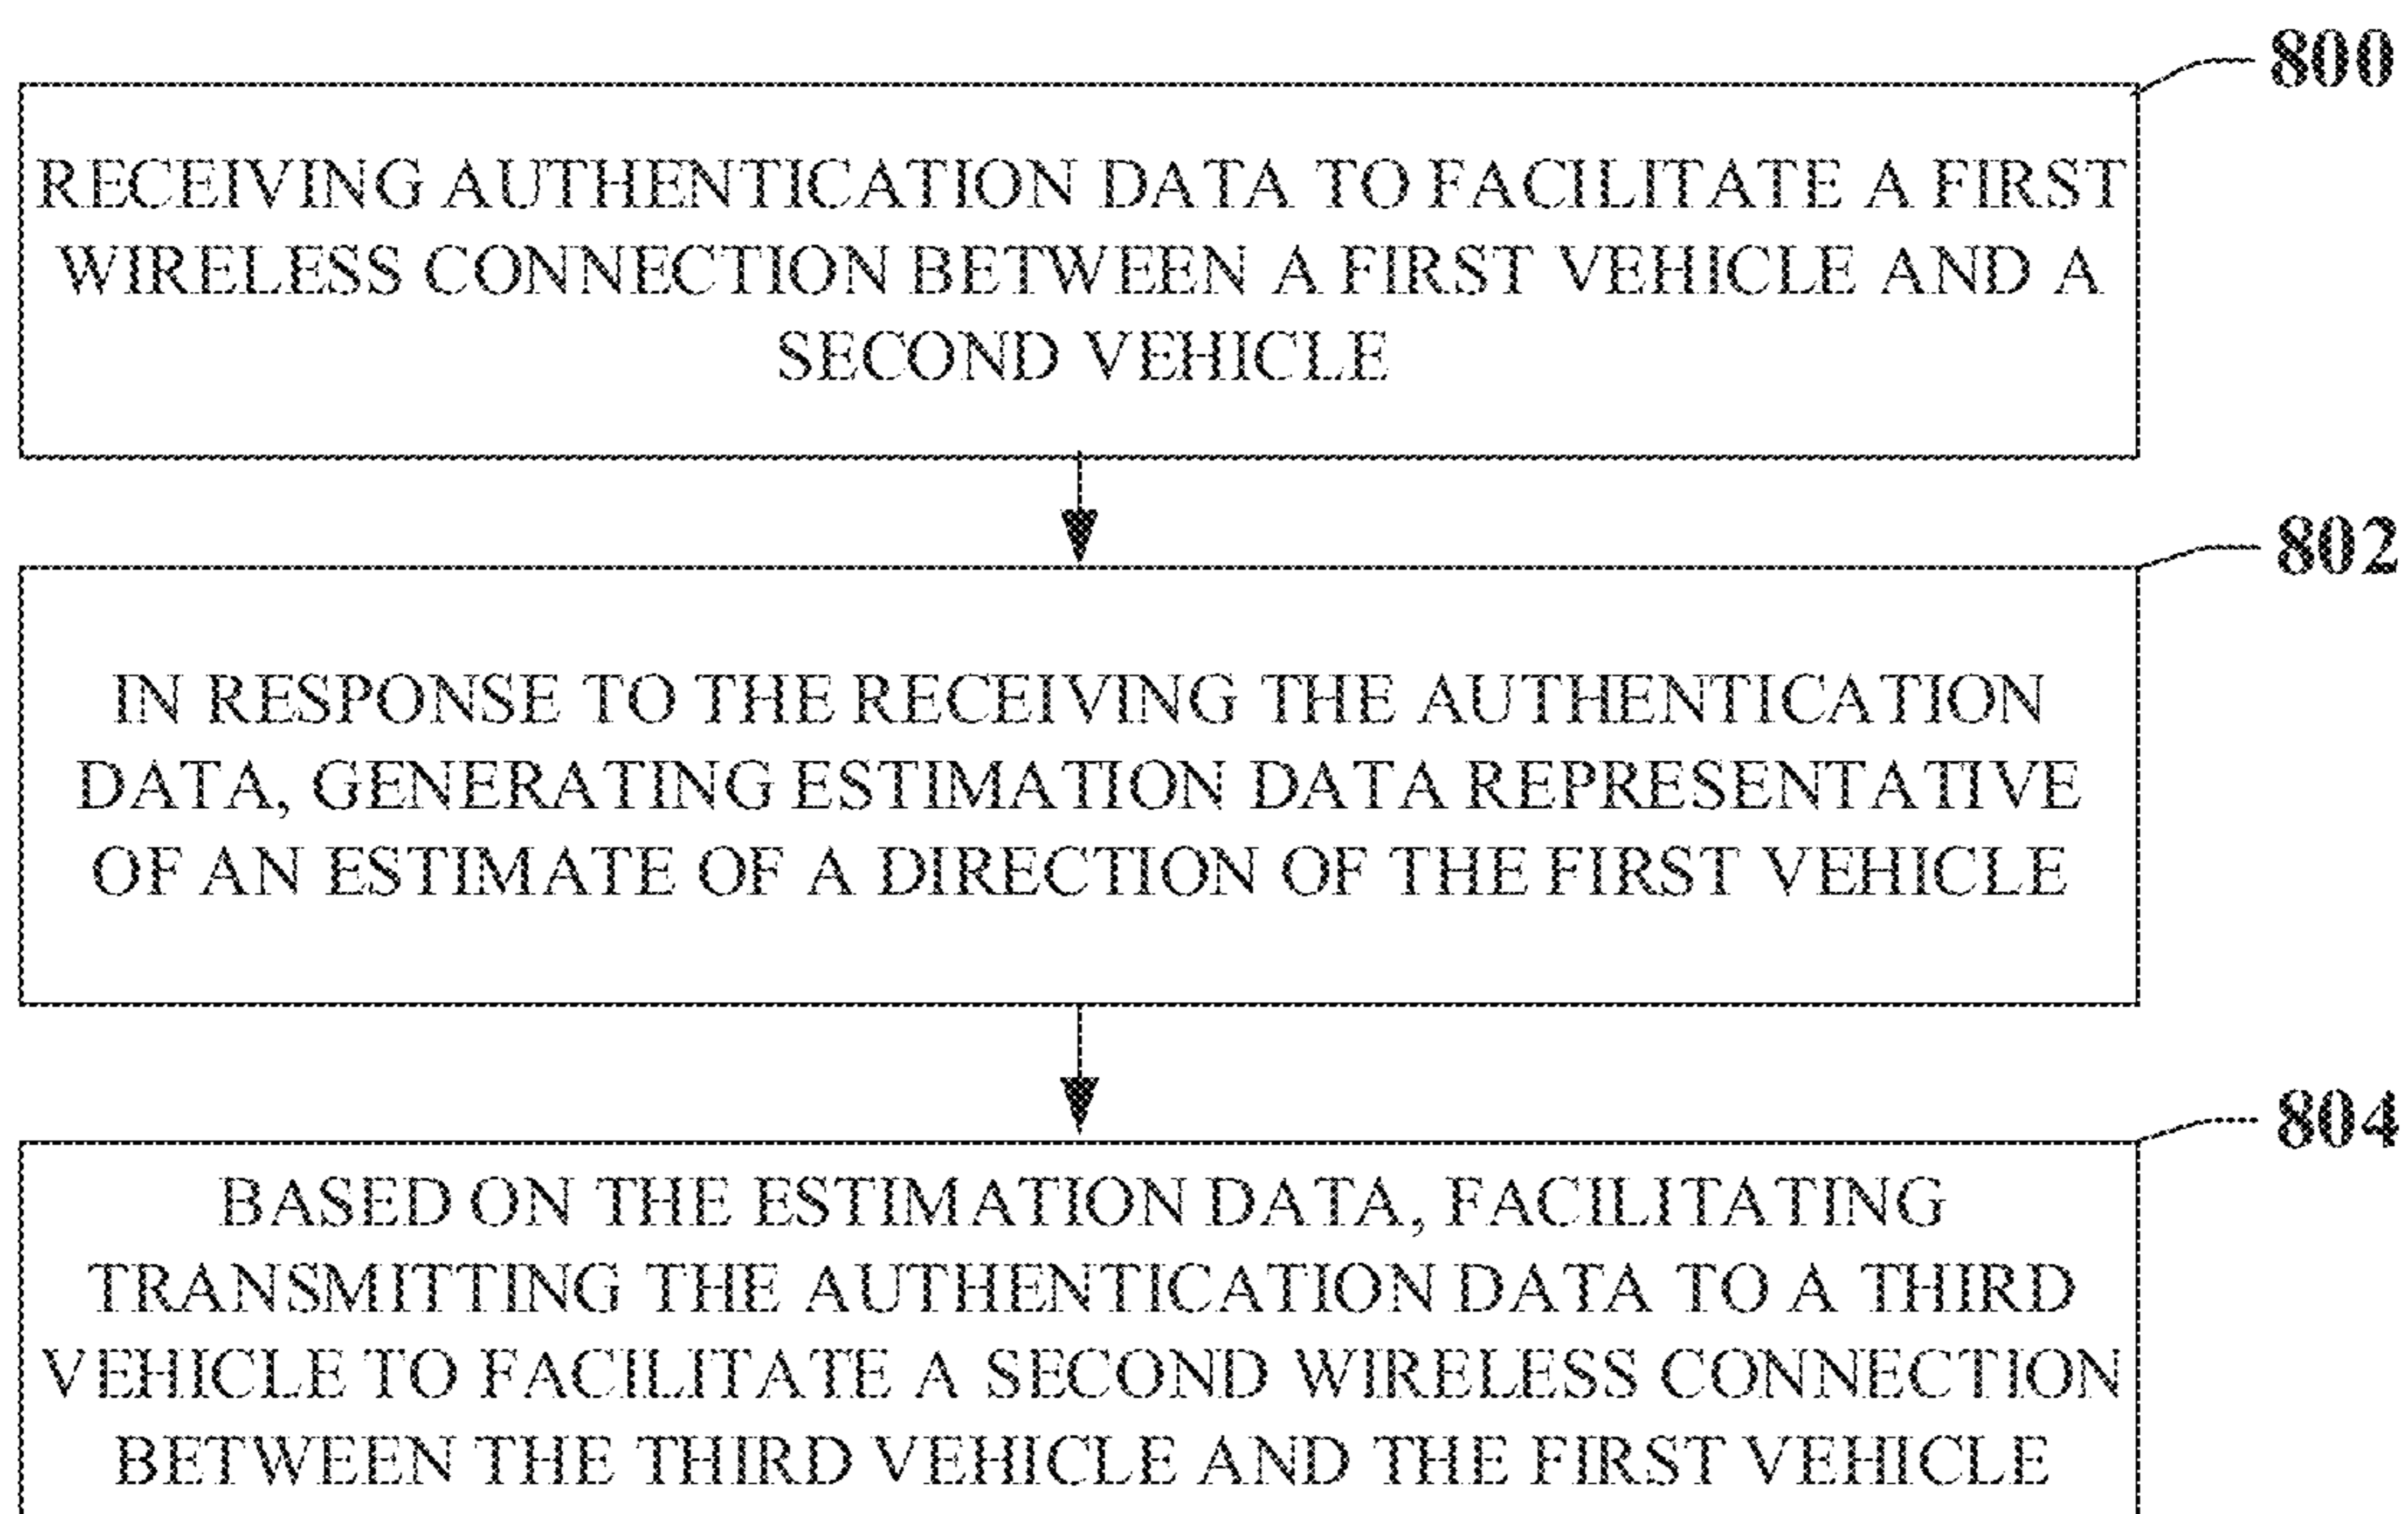 800
RECEIVING AUTHENTICATION DATA TO FACILITATE A FIRST
WIRELESS CONNECTION BETWEEN A FIRST VEHICLE AND A
SECOND VEHICLE
802
IN RESPONSE TO THE RECEIVING THE AUTHENTICATION
DATA, GENERATING ESTIMATION DATA REPRESENTATIVE
OF AN ESTIMATE OF A DIRECTION OF THE FIRST VEHICLE
804
BASED ON THE ESTIMATION DATA, FACILITATING
TRANSMITTING THE AUTHENTICATION DATA TO A THIRD
VEHICLE TO FACILITATE A SECOND WIRELESS CONNECTION
BETWEEN THE THIRD VEHICLE AND THE FIRST VEHICLE